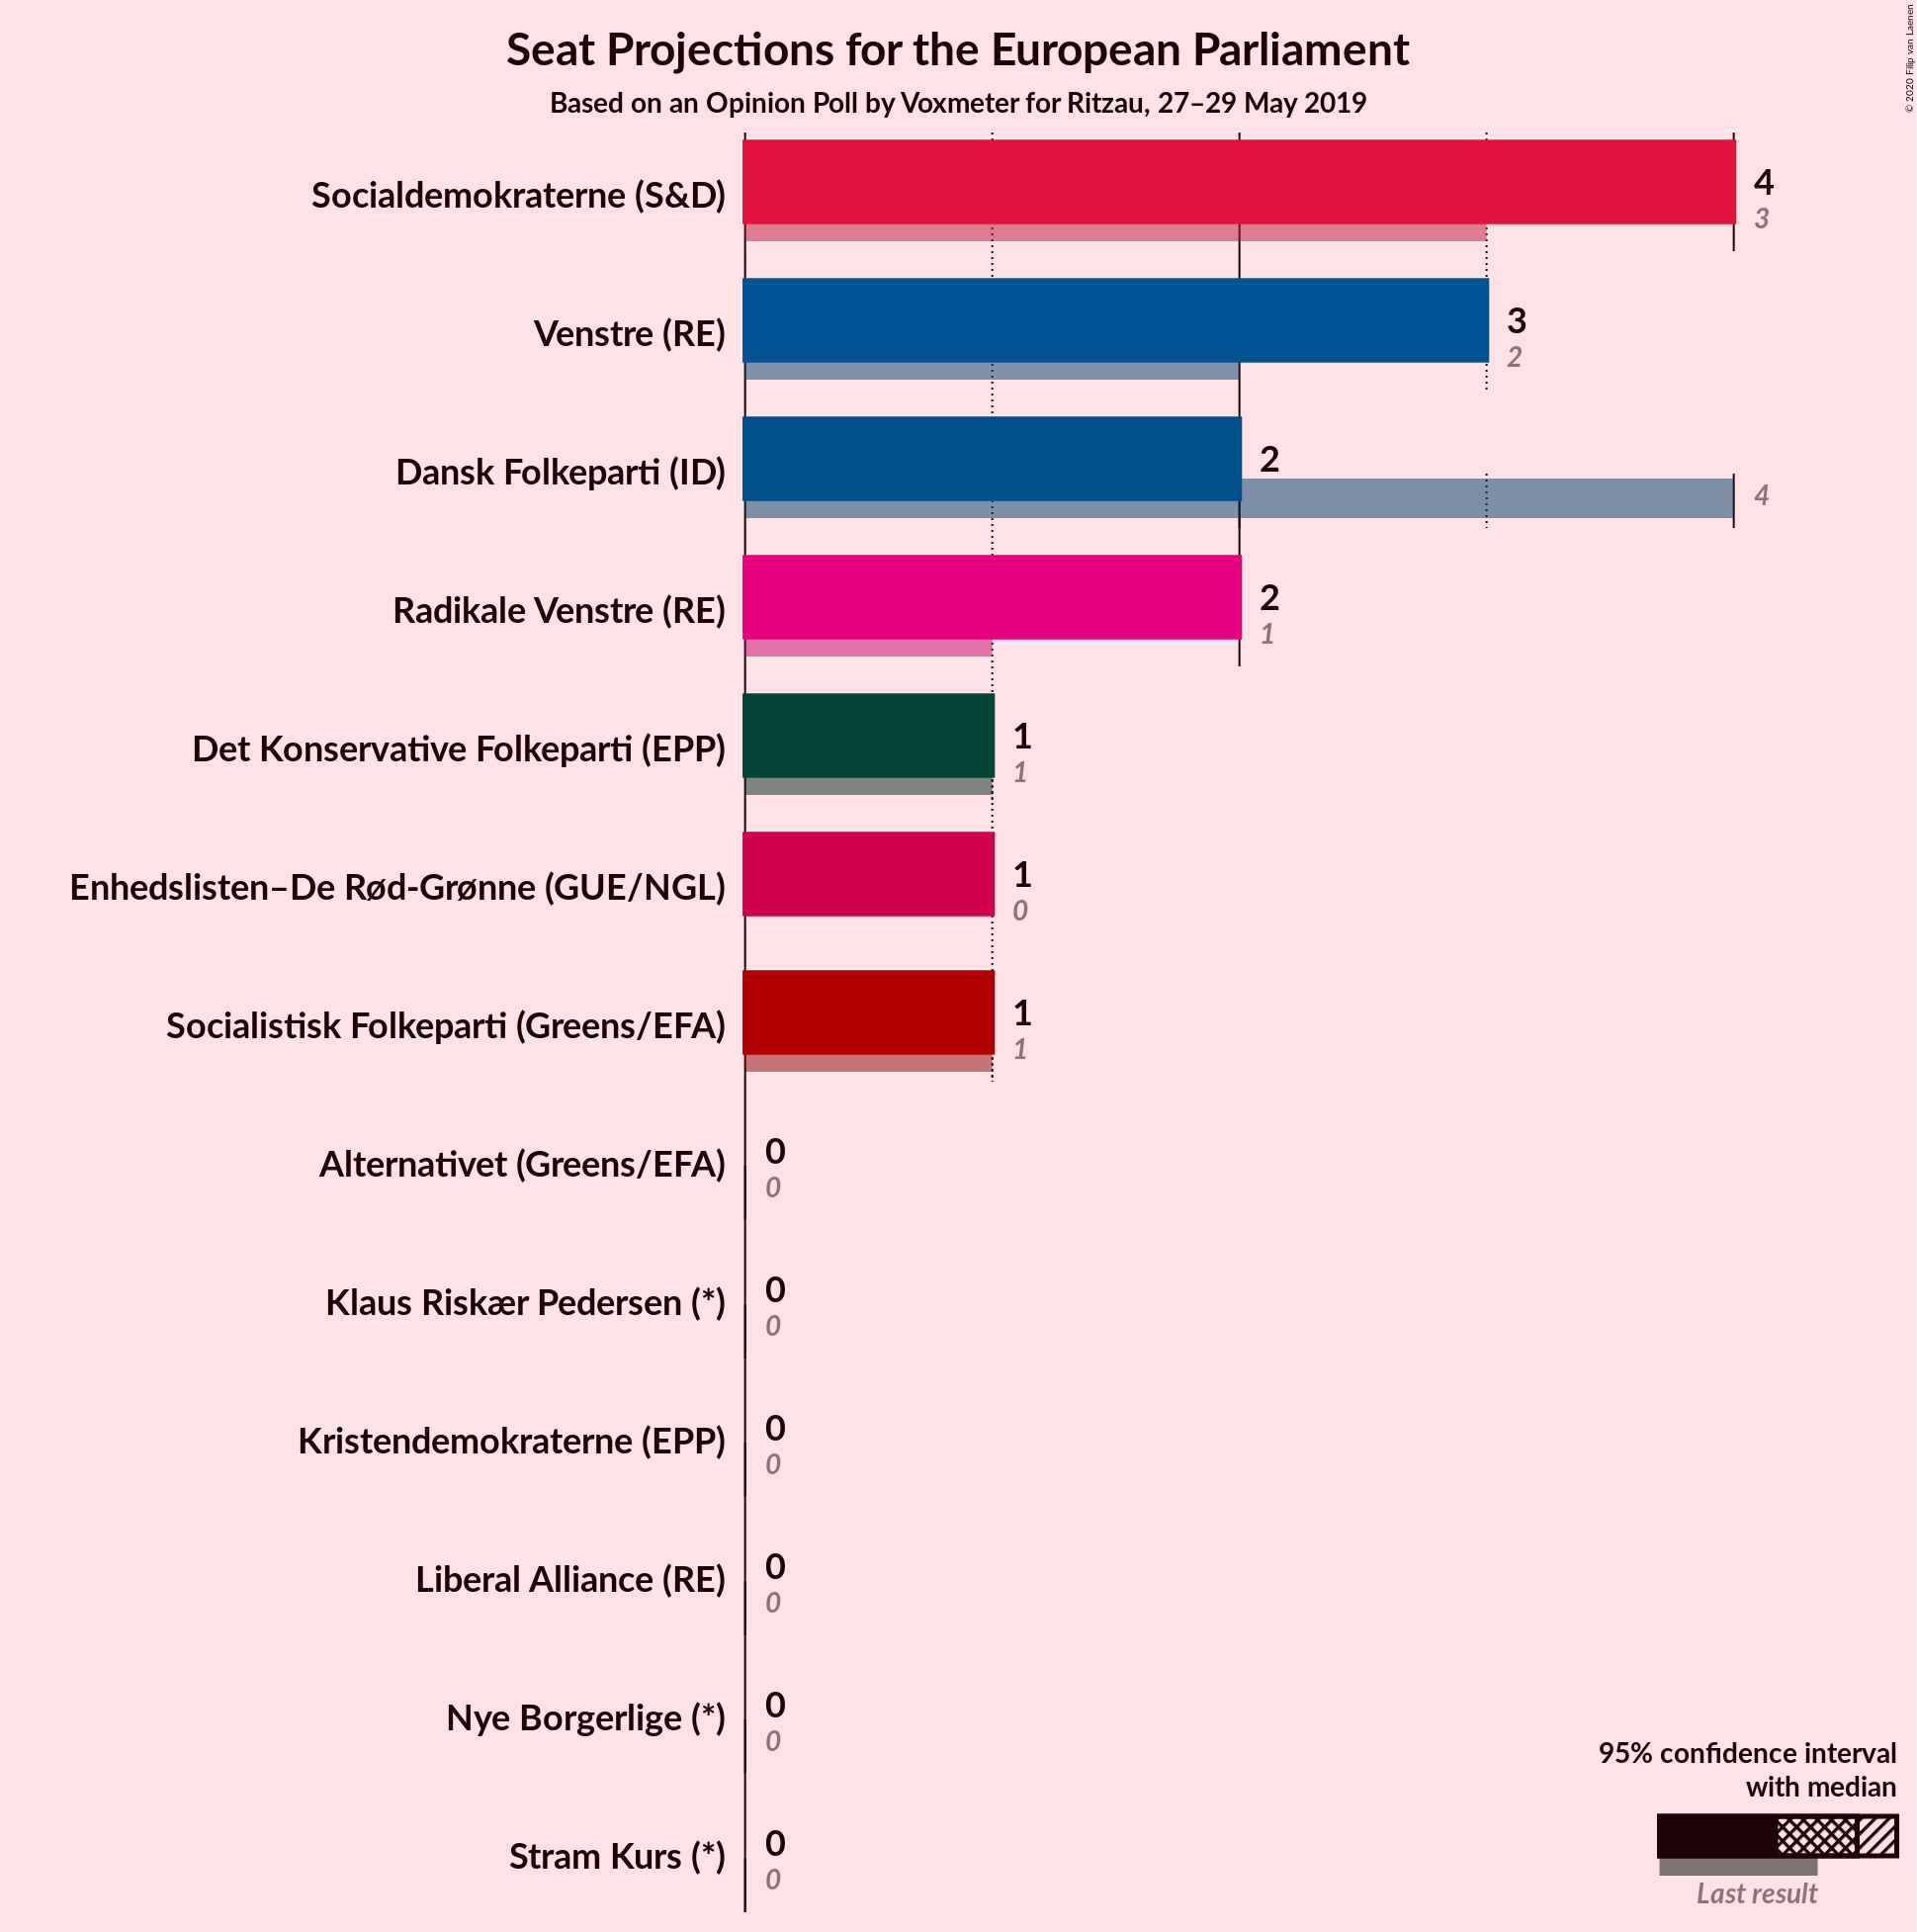 Seat Projections for the European Parliament
Based on an Opinion Poll by Voxmeter for Ritzau, 27–29 May 2019
© 2020 Filip van Laenen
Socialdemokraterne (S&D)
4
3
Venstre (RE)
3
2
Dansk Folkeparti (ID)
2
4
Radikale Venstre (RE)
2
1
Det Konservative Folkeparti (EPP)
1
1
Enhedslisten–De Rød-Grønne (GUE/NGL)
1
0
Socialistisk Folkeparti (Greens/EFA)
1
1
Alternativet (Greens/EFA)
0
0
Klaus Riskær Pedersen (*)
0
0
Kristendemokraterne (EPP)
0
0
Liberal Alliance (RE)
0
0
Nye Borgerlige (*)
0
0
Stram Kurs (*)
0
0
95% confidence interval
with median
Last result